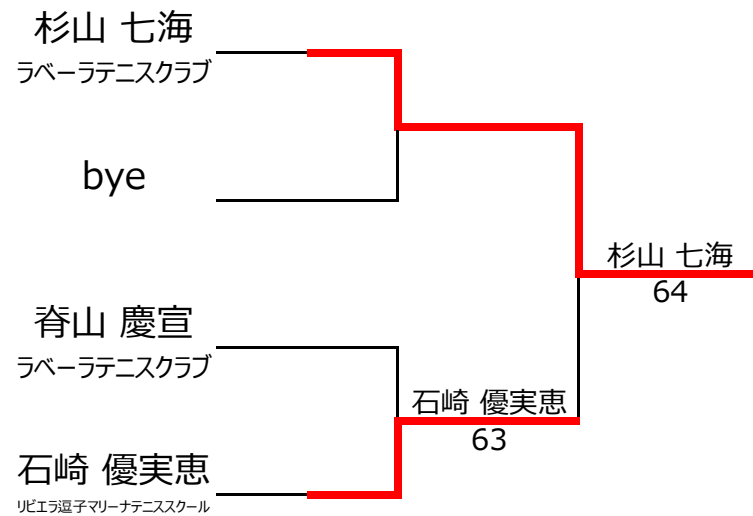 杉山 七海
ラベーラテニスクラブ
bye
杉山 七海
64
脊山 慶宣
ラベーラテニスクラブ
石崎 優実恵
63
石崎 優実恵
リビエラ逗子マリーナテニススクール